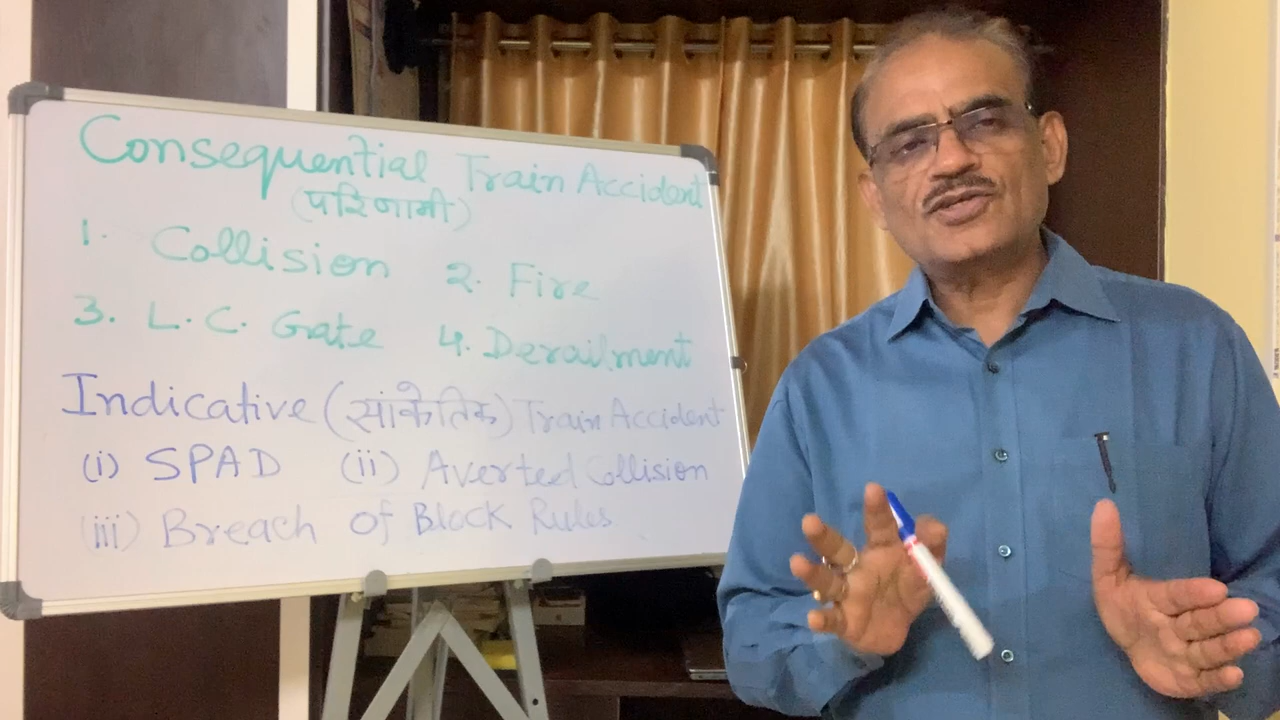 Consequential Train Accident
(परिणामी)
1. Collision 2. Fire
3. L.C. Gate 4. Derailment
Indicative (सांकेतिक) Train Accident
(i) SPAD (ii) Averted Collision
(iii) Breach of Block Rules